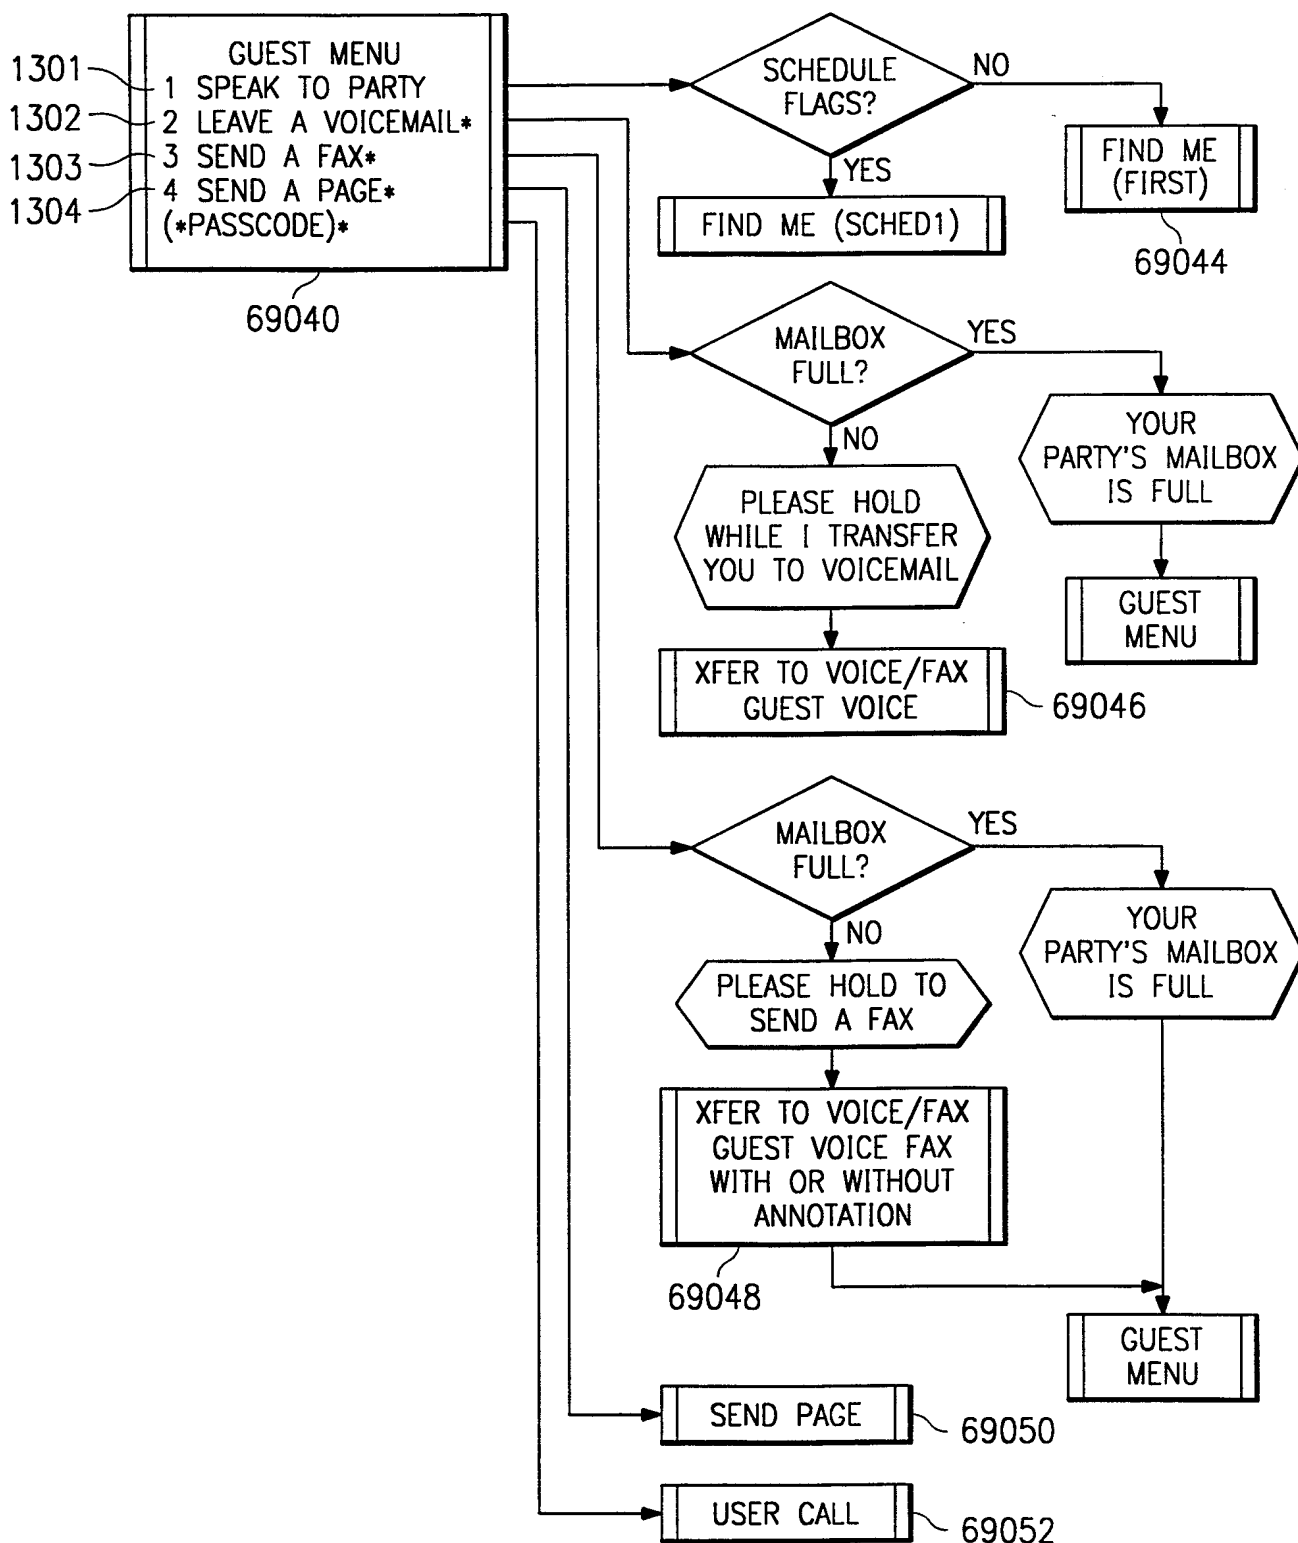 GUEST MENU
1301
1 SPEAK TO PARTY
1302
2 LEAVE A VOICEMAIL*
1303
3 SEND A FAX*
1304
4 SEND A PAGE*
(*PASSCODE)*
69040
SCHEDULE
FLAGS?
NO
YES
FIND ME
(FIRST)
69044
FIND ME (SCHED1)
MAILBOX
FULL?
YES
NO
YOUR
PARTY'S MAILBOX
IS FULL
PLEASE HOLD
WHILE I TRANSFER
YOU TO VOICEMAIL
GUEST
MENU
XFER TO VOICE/FAX
GUEST VOICE
69046
MAILBOX
FULL?
YES
NO
YOUR
PARTY'S MAILBOX
IS FULL
PLEASE HOLD TO
SEND A FAX
XFER TO VOICE/FAX
GUEST VOICE FAX
WITH OR WITHOUT
ANNOTATION
69048
GUEST
MENU
SEND PAGE
69050
USER CALL
69052